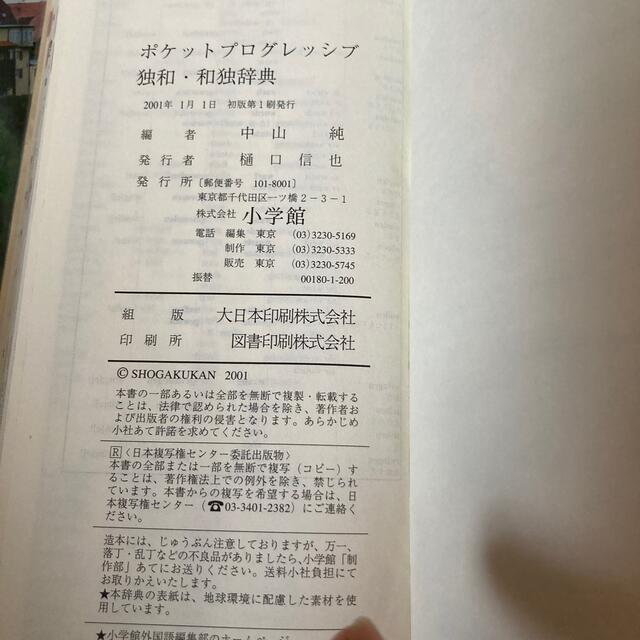 ポケットプログレッシブ
独和・和独辞典
2001年 1月 1日 初版第1刷発行
編者 中山純
発行者 樋口信也
発行所 〔郵便番号 101-8001〕
東京都千代田区一ツ橋2-3-1
株式会社 小学館
電話 編集 東京 (03)3230-5169
制作 東京 (03)3230-5333
販売 東京 (03)3230-5745
振替 00180-1-200
組版 大日本印刷株式会社
印刷所 図書印刷株式会社
© SHOGAKUKAN 2001
本書の一部あるいは全部を無断で複製・転載する
ことは、法律で認められた場合を除き、著作者お
よび出版者の権利の侵害となります。あらかじめ
小社あて許諾を求めてください。
R〈日本複写権センター委託出版物〉
本書の全部または一部を無断で複写（コピー）す
ることは、著作権法上での例外を除き、禁じられ
ています。本書からの複写を希望する場合は、日
本複写権センター（☎03-3401-2382）にご連絡く
ださい。
造本には、じゅうぶん注意しておりますが、万一、
落丁・乱丁などの不良品がありましたら、小学館「制
作部」あてにお送りください。送料小社負担にて
お取りかえいたします。
★本辞典の表紙は、地球環境に配慮した素材を使
用しています。
★小学館外国語編集部のホームページ